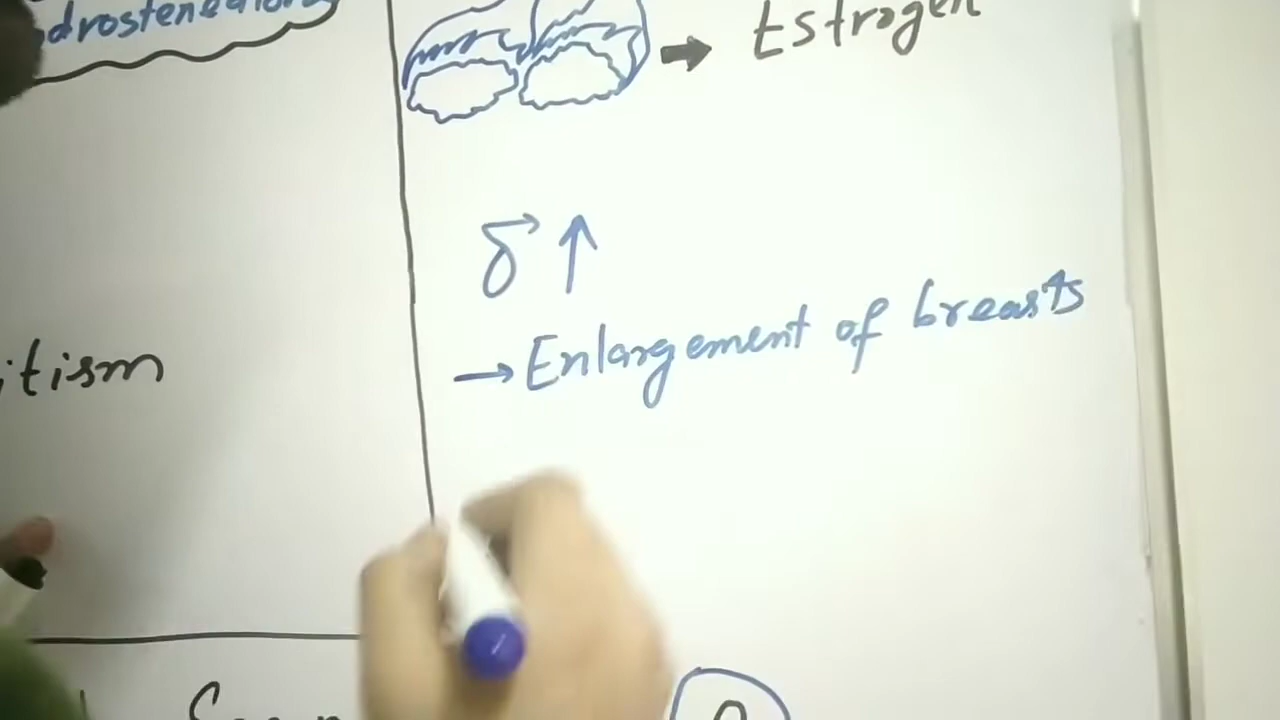 drostenedione
Estrogen
♂ ↑
→ Enlargement of breasts
itism